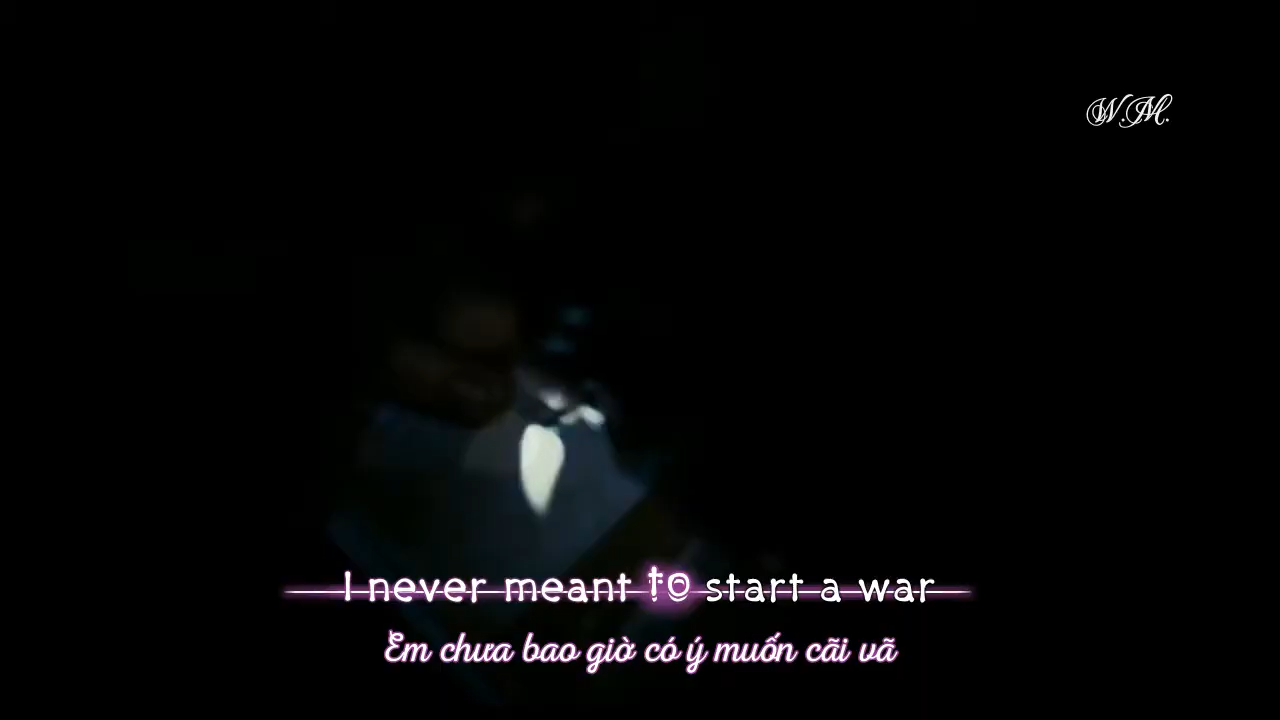 W.M.
I never meant to start a war
Em chưa bao giờ có ý muốn cãi vã